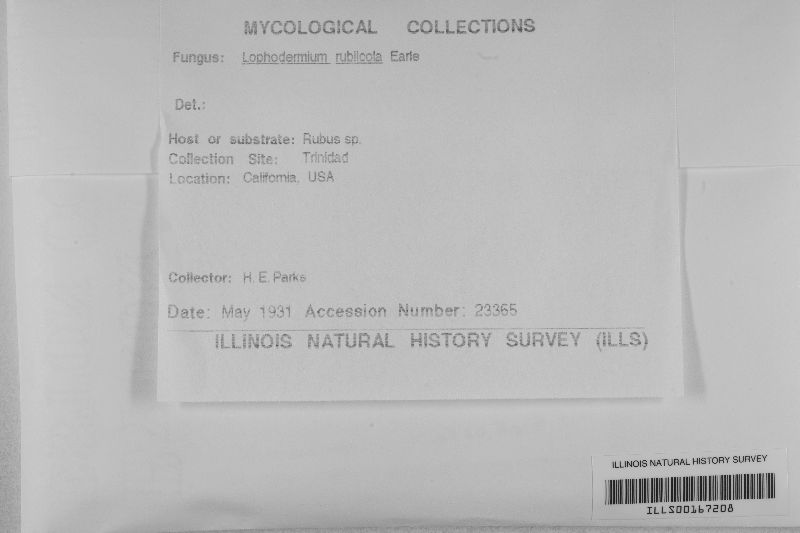 MYCOLOGICAL COLLECTIONS
Fungus: Lophodermium rubiicola Earle
Det.:
Host or substrate: Rubus sp.
Collection Site: Trinidad
Location: California, USA
Collector: H. E. Parks
Date: May 1931 Accession Number: 23365
ILLINOIS NATURAL HISTORY SURVEY (ILLS)
ILLINOIS NATURAL HISTORY SURVEY
ILLS00167208